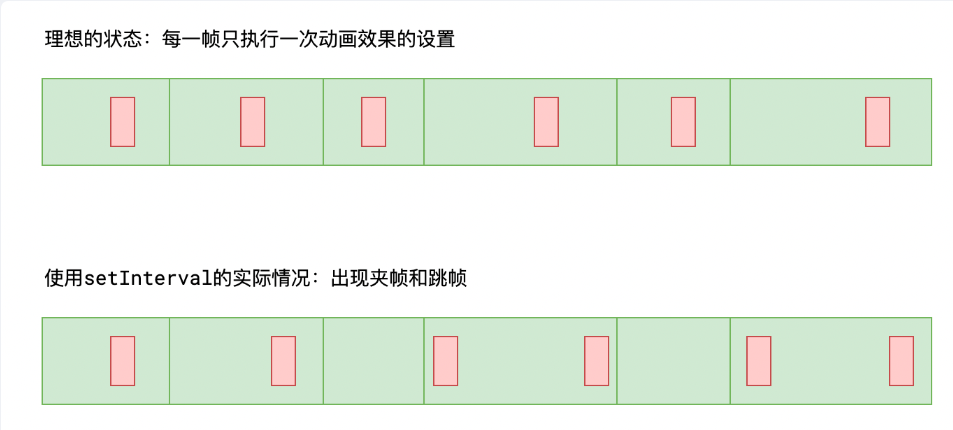 理想的状态：每一帧只执行一次动画效果的设置
使用setInterval的实际情况：出现夹帧和跳帧